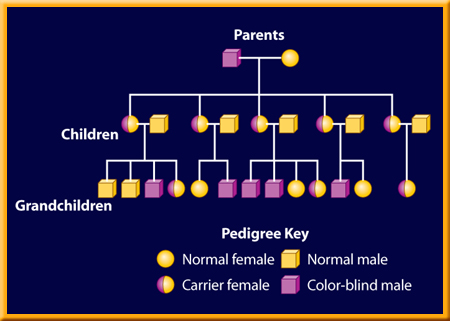 Parents
Children
Grandchildren
Pedigree Key
Normal female
Normal male
Carrier female
Color-blind male